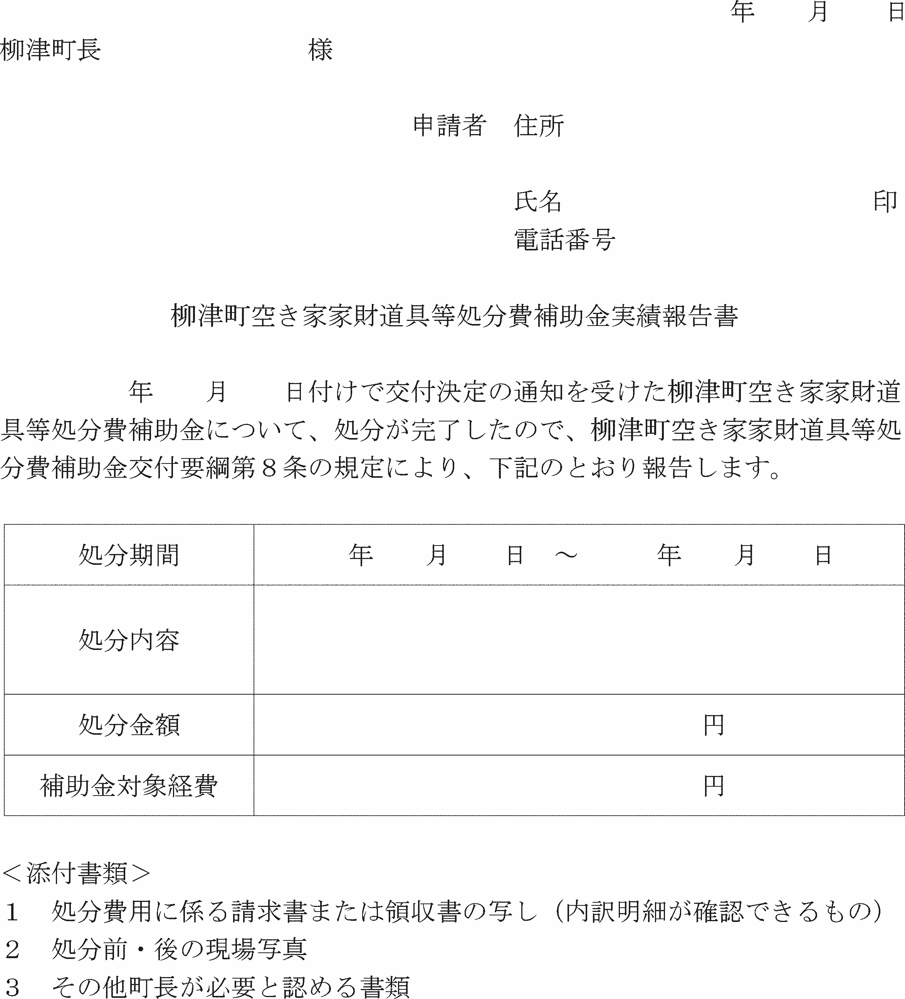 年　　月　　日
柳津町長　　　　　　　　様
申請者　住所
氏名　　　　　　　　　　　　印
電話番号
柳津町空き家家財道具等処分費補助金実績報告書
年　　月　　日付けで交付決定の通知を受けた柳津町空き家家財道
具等処分費補助金について、処分が完了したので、柳津町空き家家財道具等処
分費補助金交付要綱第８条の規定により、下記のとおり報告します。
処分期間　　　年　　月　　日　～　　　年　　月　　日
処分内容
処分金額　　　円
補助金対象経費　　　円
＜添付書類＞
１　処分費用に係る請求書または領収書の写し（内訳明細が確認できるもの）
２　処分前・後の現場写真
３　その他町長が必要と認める書類